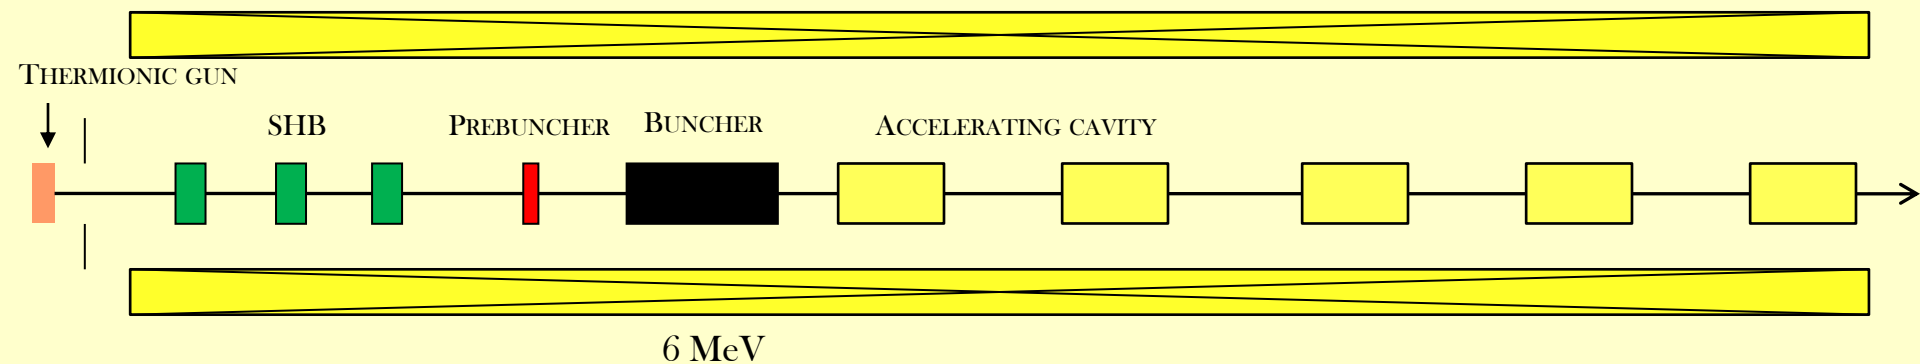 THERMIONIC GUN
SHB
PREBUNCHER
BUNCHER
ACCELERATING CAVITY
6 MeV